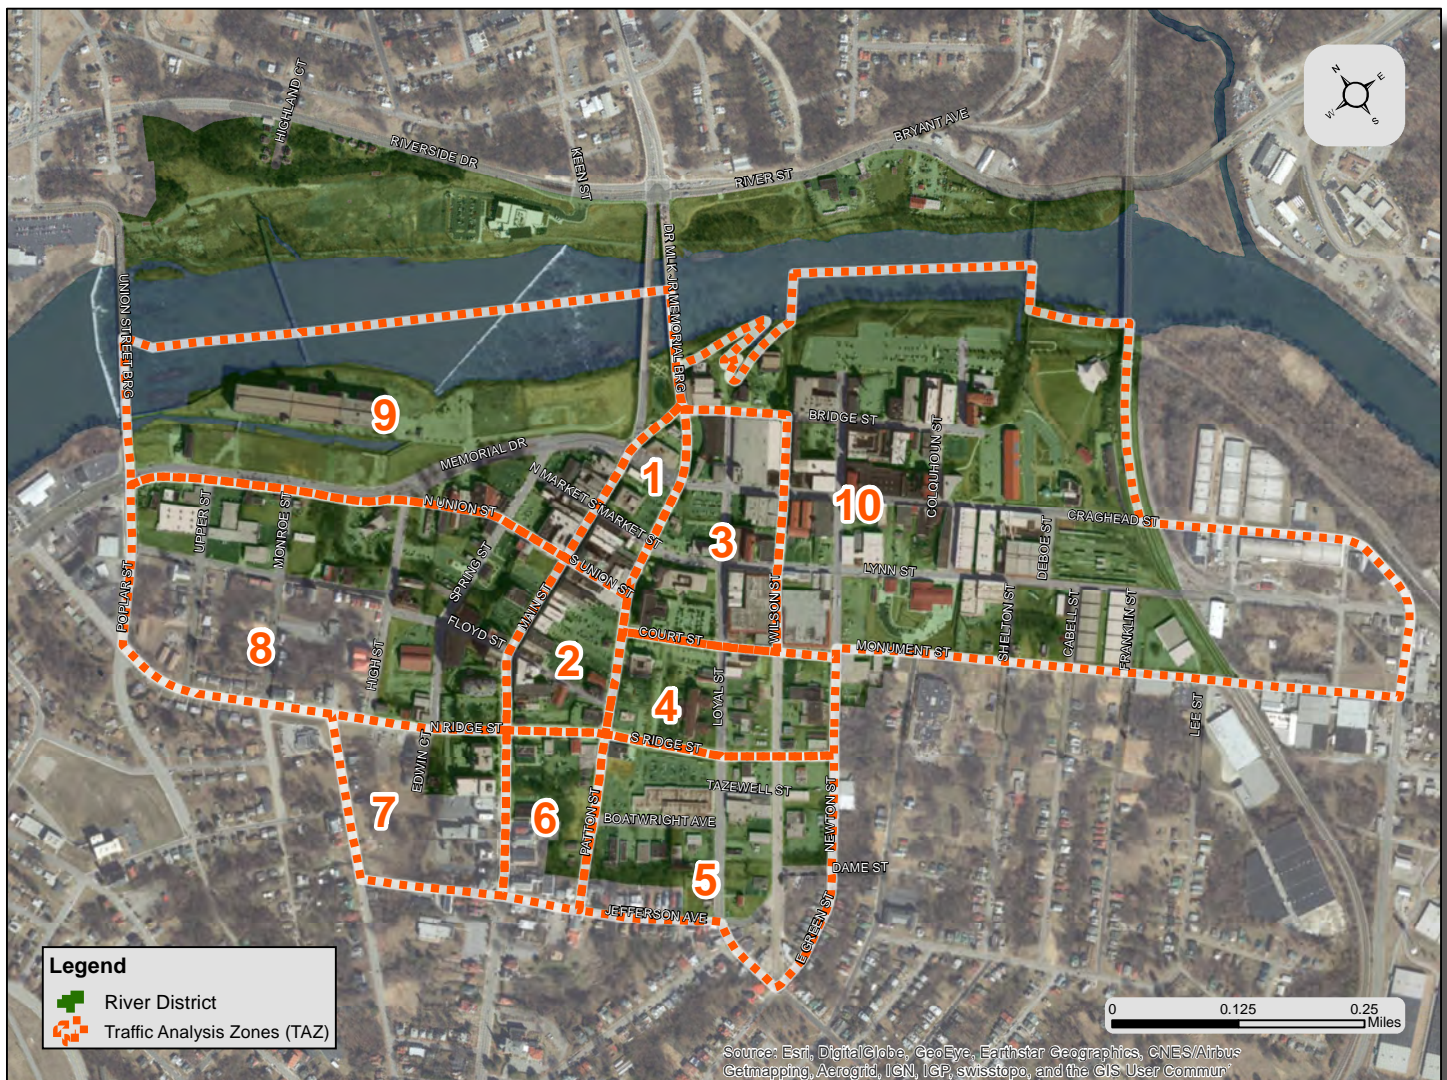 HIGHLAND CT
RIVERSIDE DR
KEEN ST
RIVER ST
BRYANT AVE
N
E
W
S
UNION STREET BRG
DR MLK JR MEMORIAL BRG
9
MEMORIAL DR
BRIDGE ST
COLQUHOUN ST
1
N MARKET ST
S MARKET ST
3
10
CRAGHEAD ST
UPPER ST
MONROE ST
N UNION ST
S UNION ST
SPRING ST
MAIN ST
LYNN ST
DEBOE ST
WILSON ST
POPLAR ST
8
HIGH ST
FLOYD ST
2
COURT ST
MONUMENT ST
SHELTON ST
CABELL ST
FRANKLIN ST
4
LOYAL ST
LEE ST
N RIDGE ST
S RIDGE ST
EDWIN CT
7
6
PATTON ST
TAZEWELL ST
BOATWRIGHT AVE
NEWTON ST
5
DAME ST
JEFFERSON AVE
E GREEN ST
Legend
River District
Traffic Analysis Zones (TAZ)
0 0.125 0.25
Miles
Source: Esri, DigitalGlobe, GeoEye, Earthstar Geographics, CNES/Airbus
Getmapping, Aerogrid, IGN, IGP, swisstopo, and the GIS User Commun